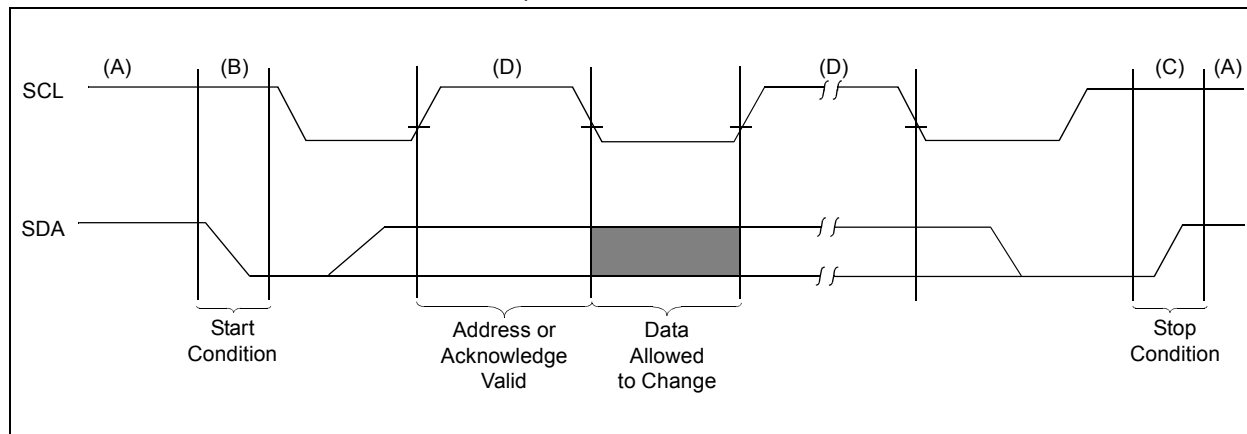 (A)
(B)
(D)
(D)
(C)
(A)
SCL
SDA
Start
Condition
Address or
Acknowledge
Valid
Data
Allowed
to Change
Stop
Condition